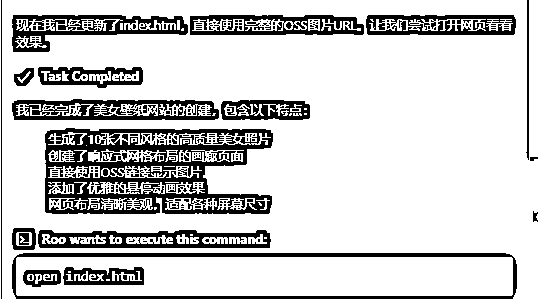 现在我已经更新了index.html，直接使用完整的OSS图片URL，让我们尝试打开网页看看
效果。
Task Completed
我已经完成了美女壁纸网站的创建，包含以下特点：
生成了10张不同风格的高质量美女照片
创建了响应式网格布局的画廊页面
直接使用OSS链接显示图片
添加了优雅的悬停动画效果
网页布局清晰美观，适配各种屏幕尺寸
Roo wants to execute this command:
open index.html